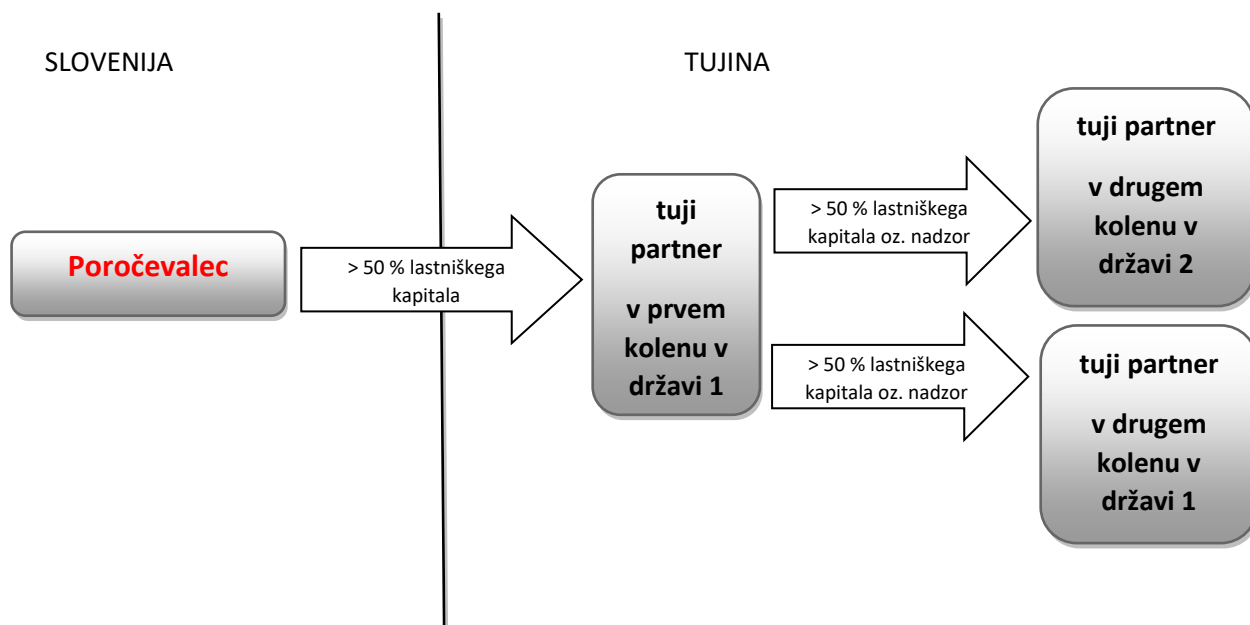 SLOVENIJA
TUJINA
Poročevalec
> 50 % lastniškega
kapitala
tuji
partner
v prvem
kolenu v
državi 1
> 50 % lastniškega
kapitala oz. nadzor
tuji partner
v drugem
kolenu v
državi 2
> 50 % lastniškega
kapitala oz. nadzor
tuji partner
v drugem
kolenu v
državi 1